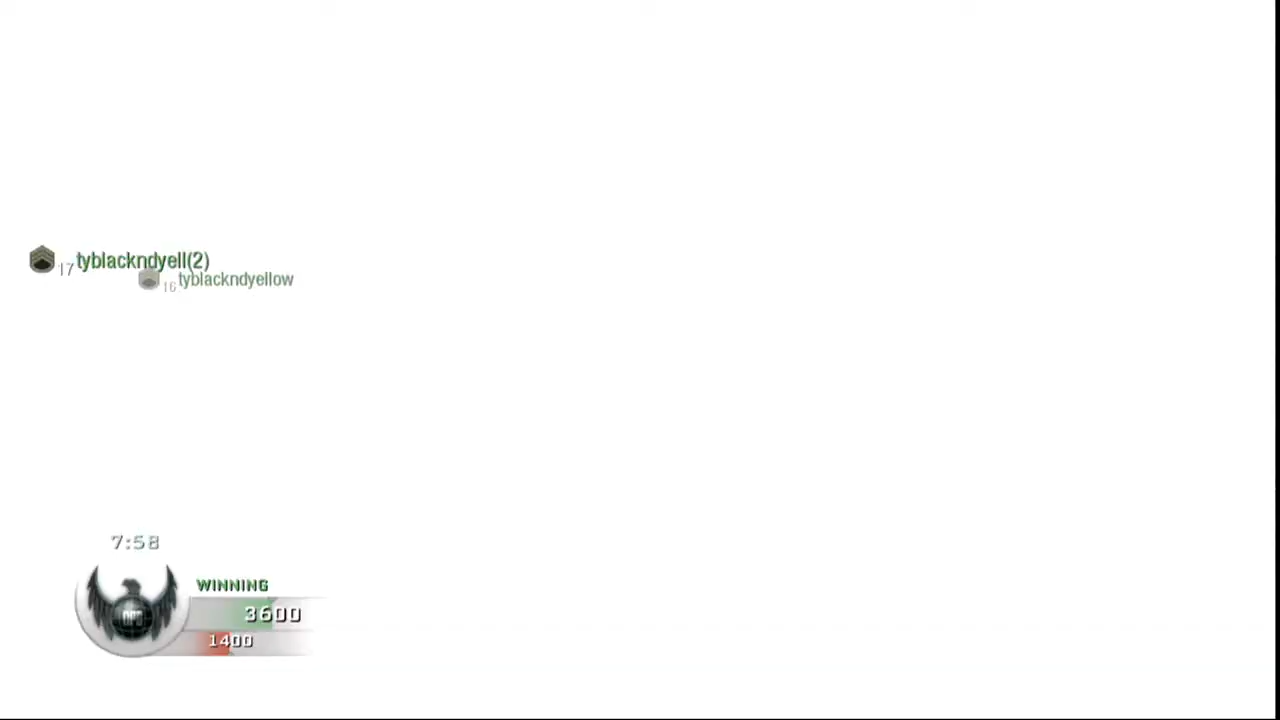 17 tyblackndyell(2)
16 tyblackndyellow
7:58
WINNING
3600
1400